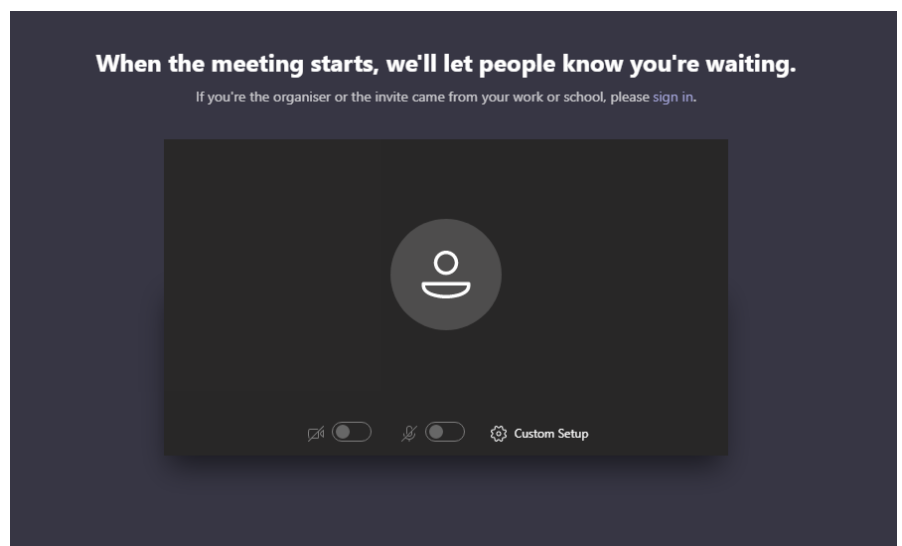 When the meeting starts, we'll let people know you're waiting.
If you're the organiser or the invite came from your work or school, please sign in.
Custom Setup